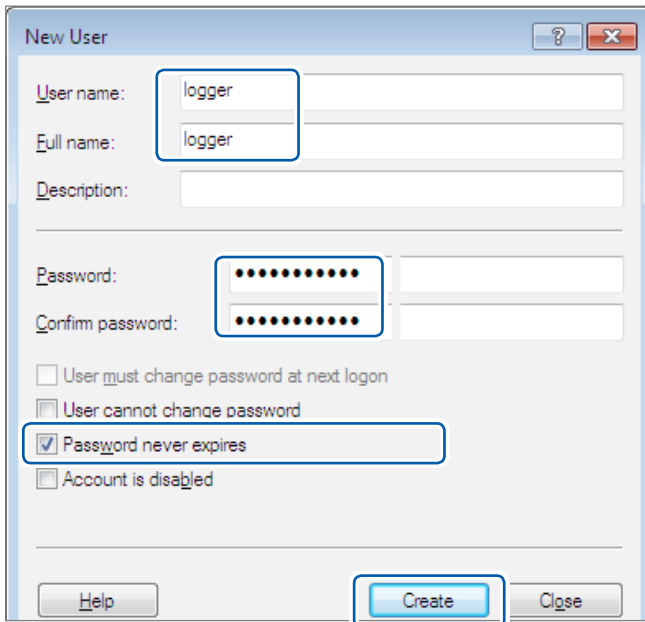 New User
User name: logger
Full name: logger
Description:
Password: ●●●●●●●●●●●
Confirm password: ●●●●●●●●●●●
User must change password at next logon
User cannot change password
Password never expires
Account is disabled
Help Create Close